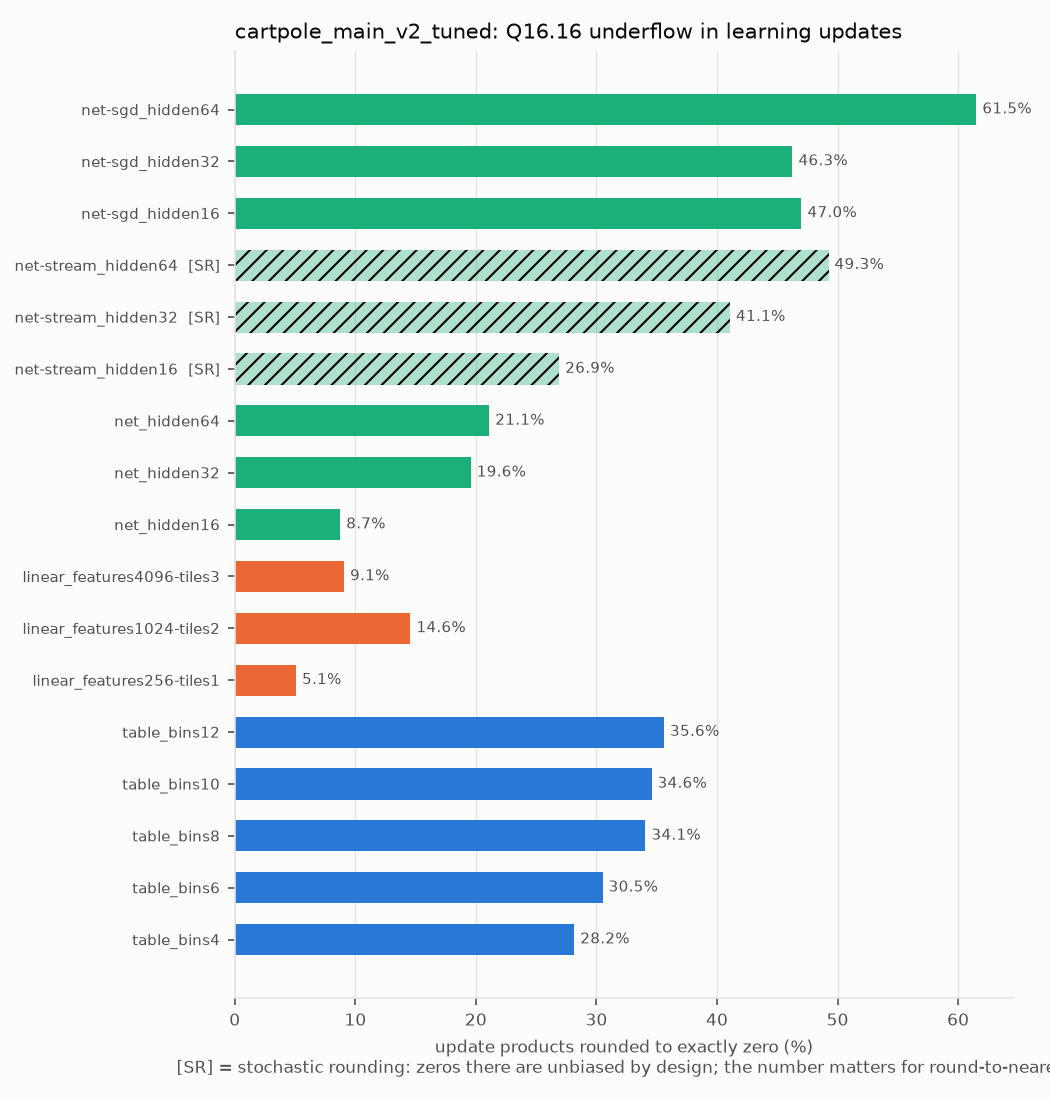 cartpole_main_v2_tuned: Q16.16 underflow in learning updates
net-sgd_hidden64 61.5%
net-sgd_hidden32 46.3%
net-sgd_hidden16 47.0%
net-stream_hidden64 [SR] 49.3%
net-stream_hidden32 [SR] 41.1%
net-stream_hidden16 [SR] 26.9%
net_hidden64 21.1%
net_hidden32 19.6%
net_hidden16 8.7%
linear_features4096-tiles3 9.1%
linear_features1024-tiles2 14.6%
linear_features256-tiles1 5.1%
table_bins12 35.6%
table_bins10 34.6%
table_bins8 34.1%
table_bins6 30.5%
table_bins4 28.2%
0 10 20 30 40 50 60
update products rounded to exactly zero (%)
[SR] = stochastic rounding: zeros there are unbiased by design; the number matters for